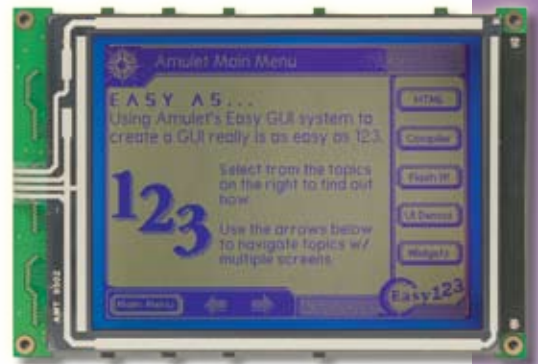 Amulet Main Menu
EASY AS...
Using Amulet's Easy GUI system to
create a GUI really is as easy as 123.
123
Select from the topics
on the right to find out
how.
Use the arrows below
to navigate topics w/
multiple screens.
HTML
Compiler
Flash It!
UI Demos
Widgets
Main Menu
Easy123